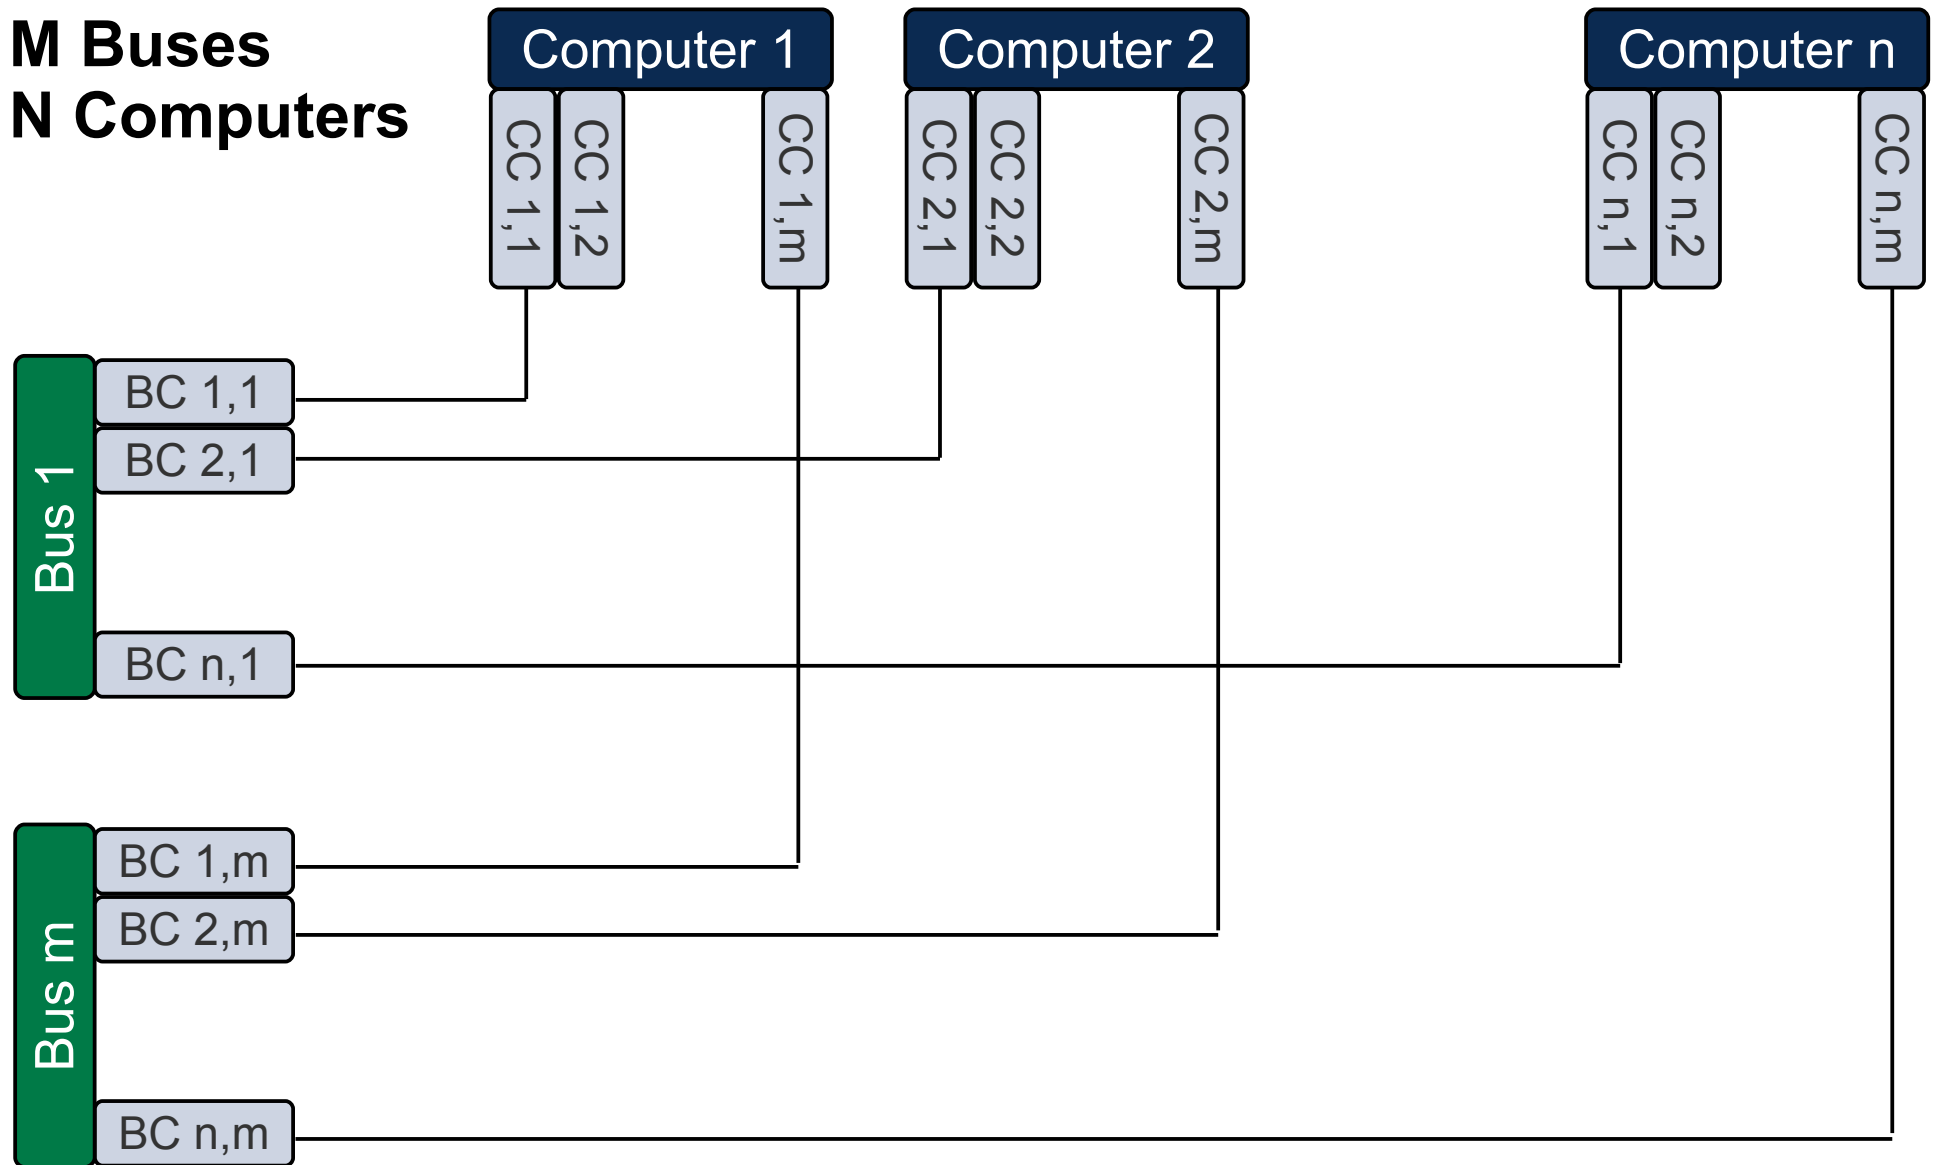 M Buses
N Computers
Computer 1
Computer 2
Computer n
CC 1,1
CC 1,2
CC 1,m
CC 2,1
CC 2,2
CC 2,m
CC n,1
CC n,2
CC n,m
Bus 1
BC 1,1
BC 2,1
BC n,1
Bus m
BC 1,m
BC 2,m
BC n,m